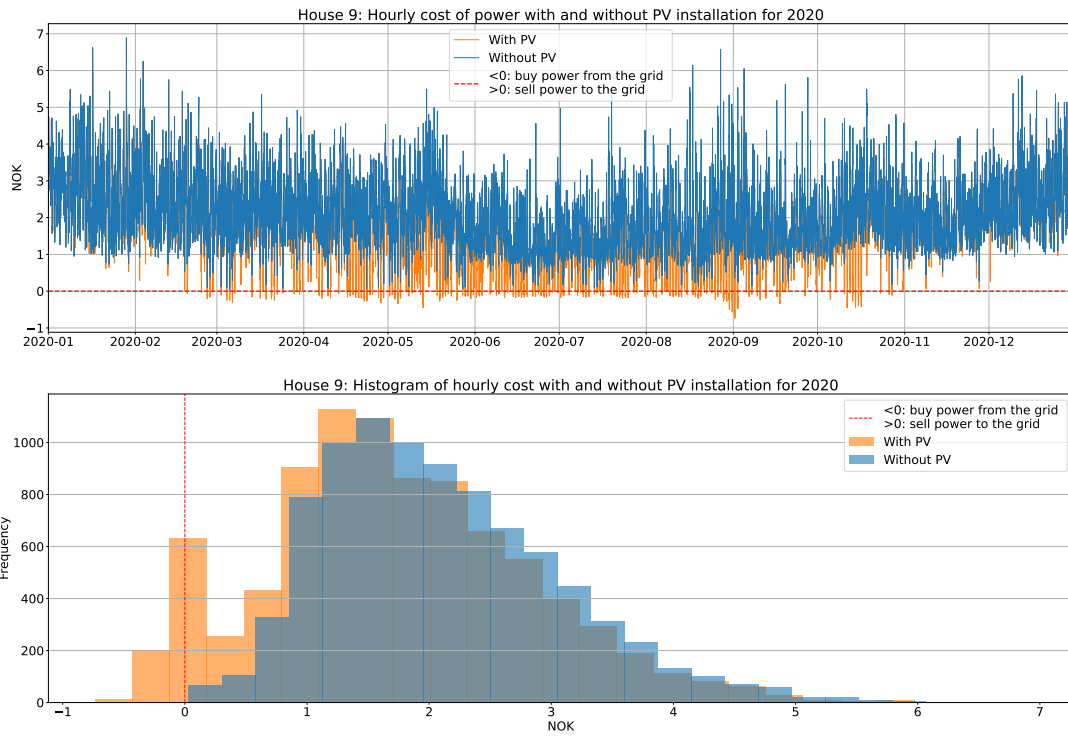 House 9: Hourly cost of power with and without PV installation for 2020
With PV
Without PV
<0: buy power from the grid
>0: sell power to the grid
NOK
7
6
5
4
3
2
1
0
−1
2020-01 2020-02 2020-03 2020-04 2020-05 2020-06 2020-07 2020-08 2020-09 2020-10 2020-11 2020-12
House 9: Histogram of hourly cost with and without PV installation for 2020
<0: buy power from the grid
>0: sell power to the grid
With PV
Without PV
Frequency
1000
800
600
400
200
0
−1 0 1 2 3 4 5 6 7
NOK